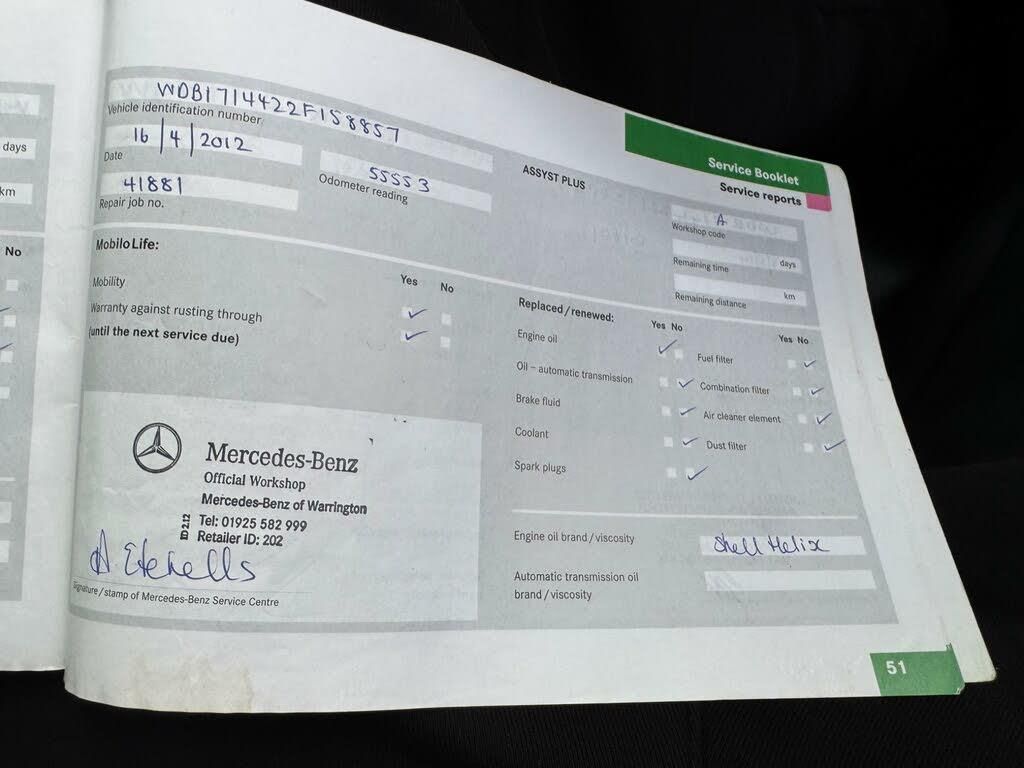 days
km
No
WDB1714422F158857
Vehicle identification number
16/4/2012
Date
55553
Odometer reading
41881
Repair job no.
ASSYST PLUS
Service Booklet
Service reports
A
Workshop code
days
Remaining time
km
Remaining distance
Mobilo Life:
Yes No
Mobility
Warranty against rusting through
(until the next service due)
Replaced/renewed:
Yes No
Yes No
Engine oil
Fuel filter
Oil – automatic transmission
Combination filter
Brake fluid
Air cleaner element
Coolant
Dust filter
Spark plugs
Mercedes-Benz
Official Workshop
Mercedes-Benz of Warrington
Tel: 01925 582 999
Retailer ID: 202
ID 2.12
A Etchells
Signature/stamp of Mercedes-Benz Service Centre
Engine oil brand/viscosity
Shell Helix
Automatic transmission oil
brand/viscosity
51